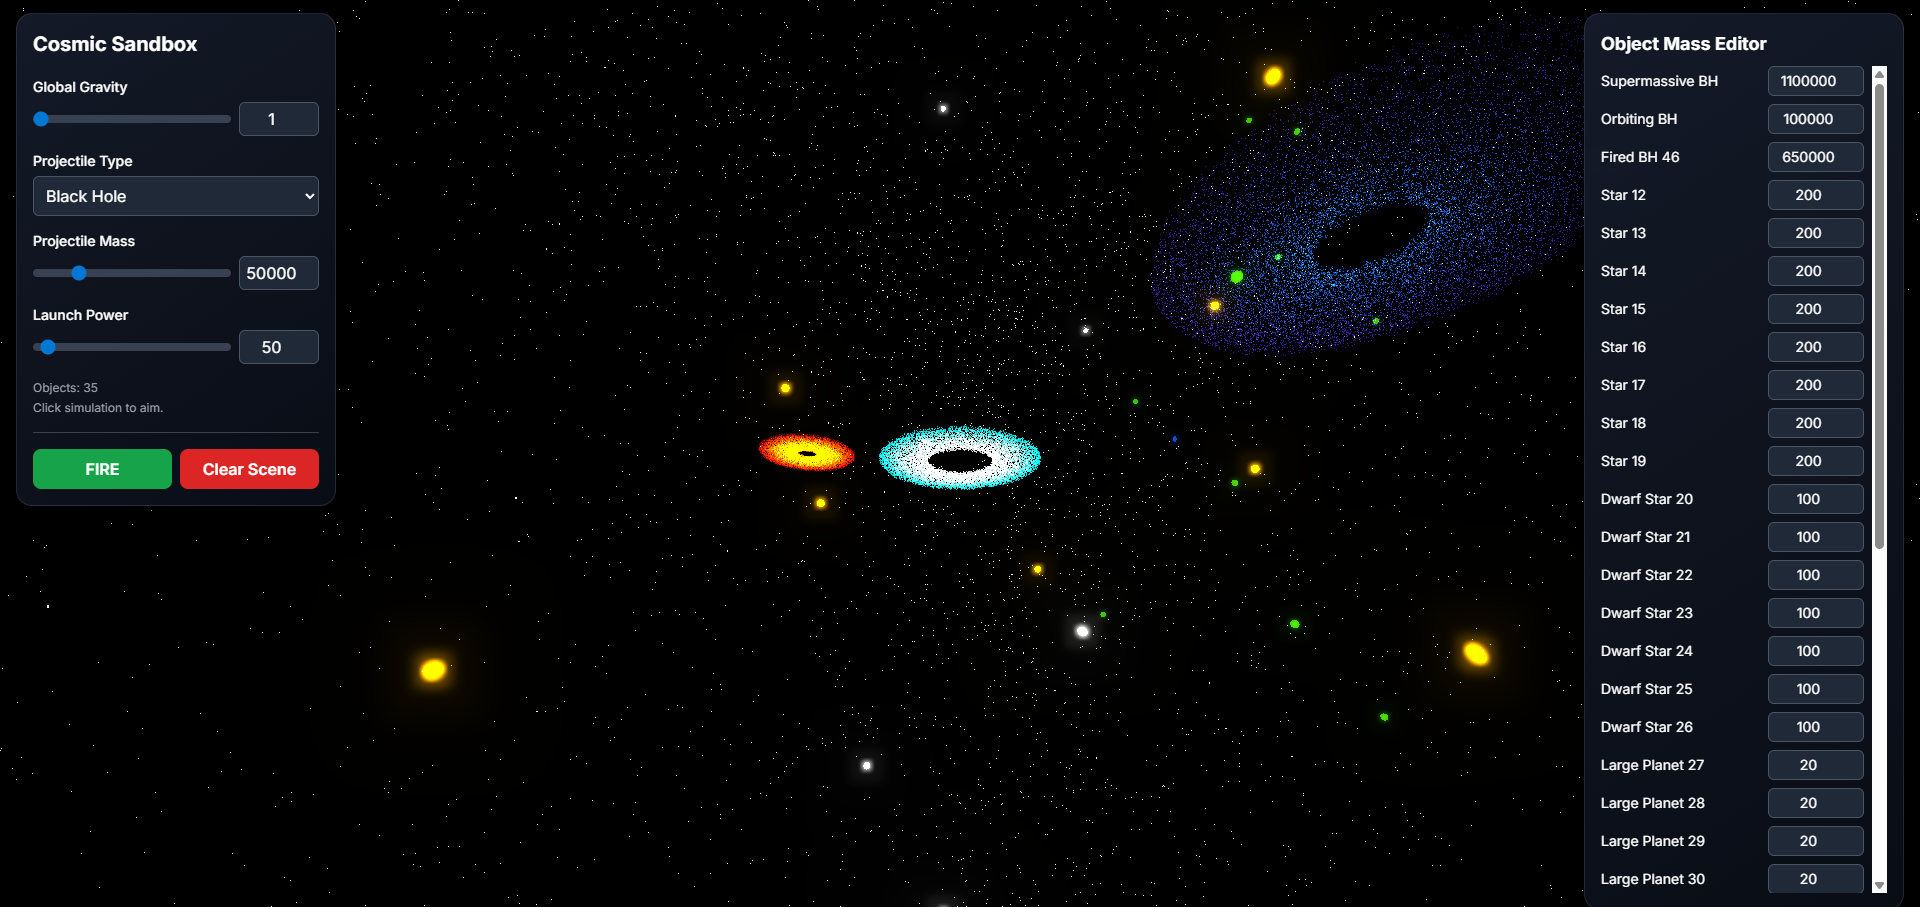 Cosmic Sandbox
Global Gravity
1
Projectile Type
Black Hole
Projectile Mass
50000
Launch Power
50
Objects: 35
Click simulation to aim.
FIRE
Clear Scene
Object Mass Editor
Supermassive BH 1100000
Orbiting BH 100000
Fired BH 46 650000
Star 12 200
Star 13 200
Star 14 200
Star 15 200
Star 16 200
Star 17 200
Star 18 200
Star 19 200
Dwarf Star 20 100
Dwarf Star 21 100
Dwarf Star 22 100
Dwarf Star 23 100
Dwarf Star 24 100
Dwarf Star 25 100
Dwarf Star 26 100
Large Planet 27 20
Large Planet 28 20
Large Planet 29 20
Large Planet 30 20